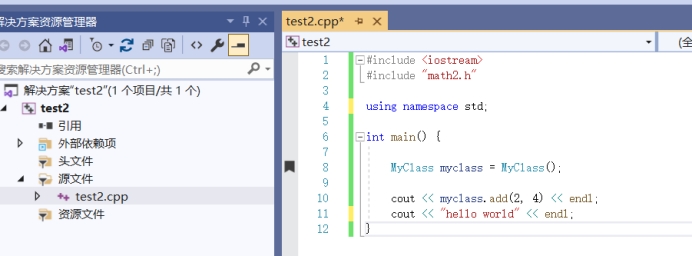 解决方案资源管理器
搜索解决方案资源管理器(Ctrl+;)
解决方案"test2"(1 个项目/共 1 个)
test2
引用
外部依赖项
头文件
源文件
test2.cpp
资源文件
test2.cpp*
test2
(全
1 #include <iostream>
2 #include "math2.h"
3
4 using namespace std;
5
6 int main() {
7
8 MyClass myclass = MyClass();
9
10 cout << myclass.add(2, 4) << endl;
11 cout << "hello world" << endl;
12 }